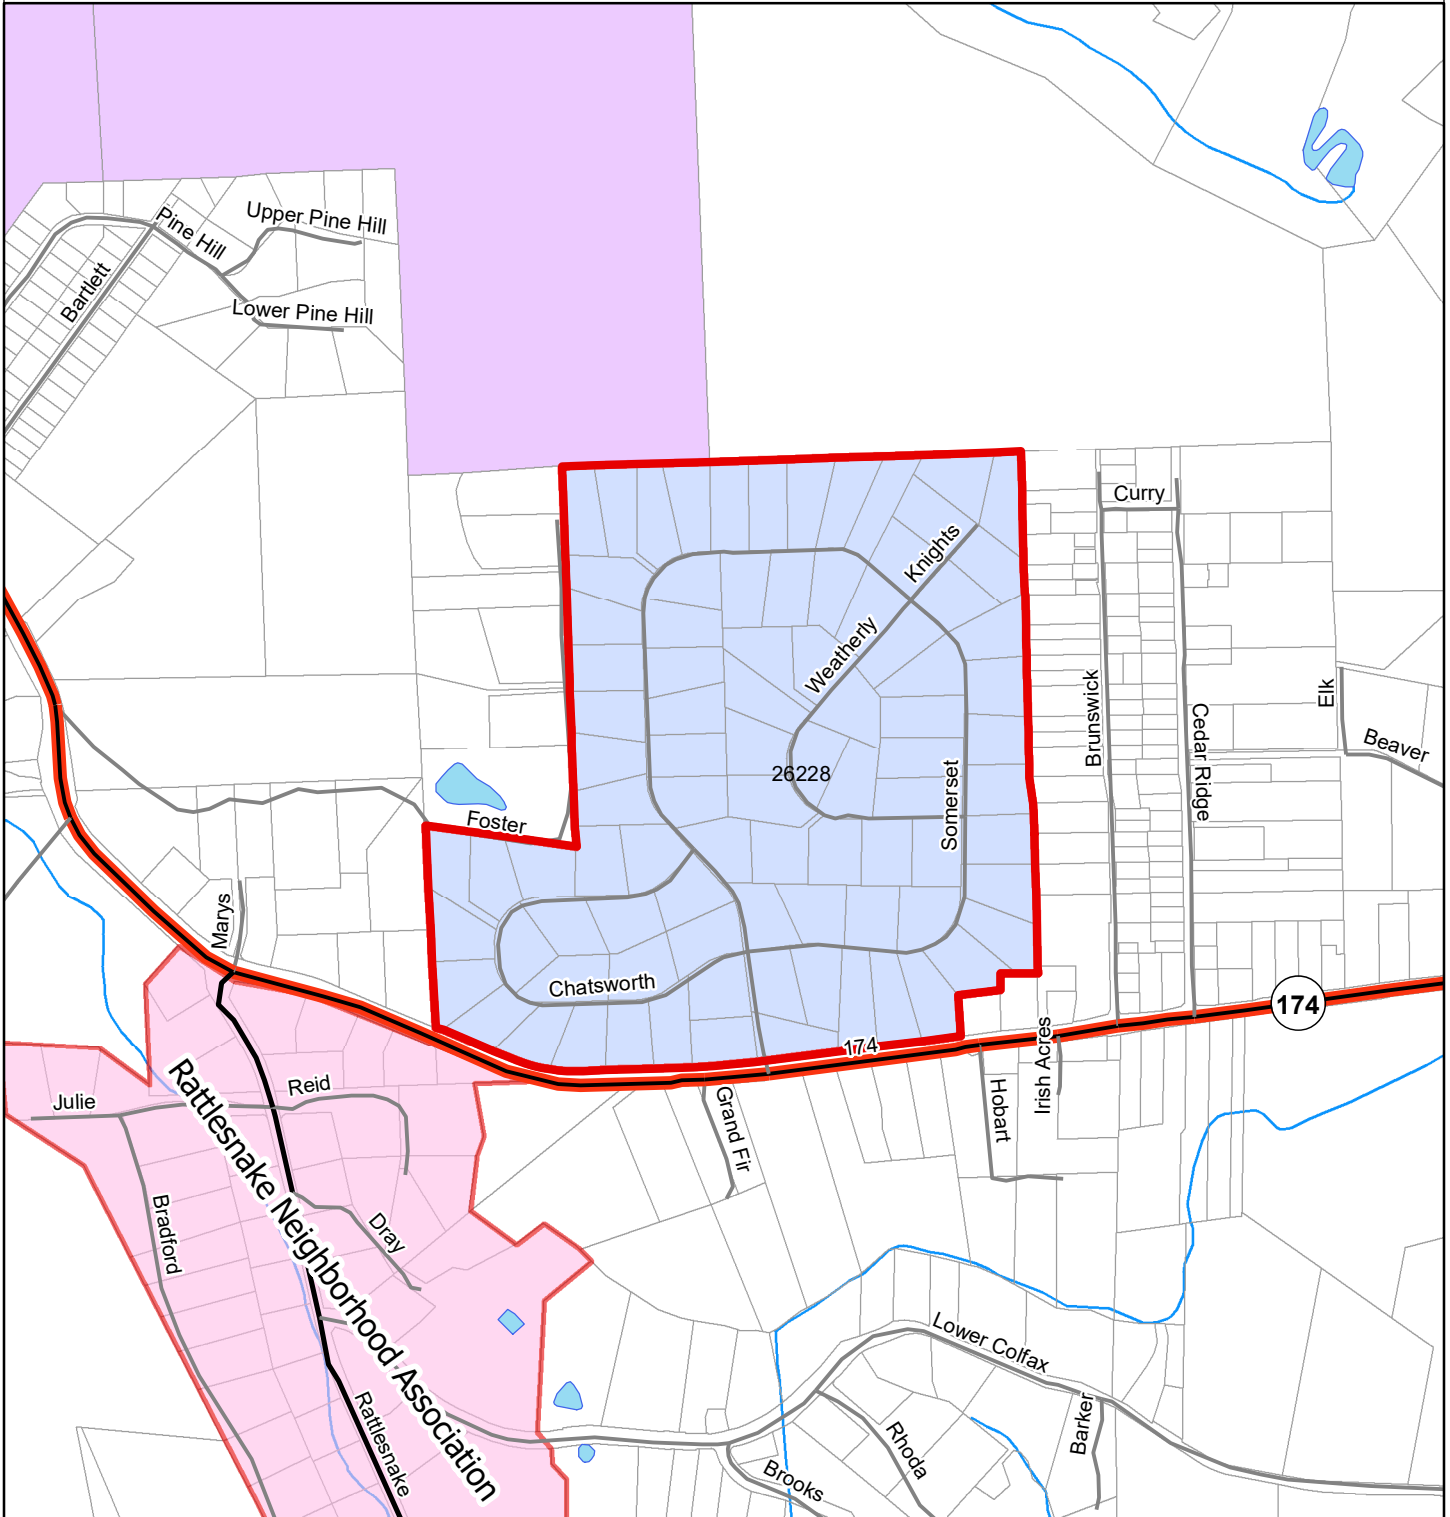 Upper Pine Hill
Pine Hill
Bartlett
Lower Pine Hill
Curry
Knights
Weatherly
Brunswick
Elk
Cedar Ridge
Beaver
26228
Somerset
Foster
Marys
Chatsworth
174
174
Irish Acres
Rattlesnake Neighborhood Association
Reid
Julie
Grand Fir
Hobart
Bradford
Dray
Lower Colfax
Rattlesnake
Barker
Rhoda
Brooks